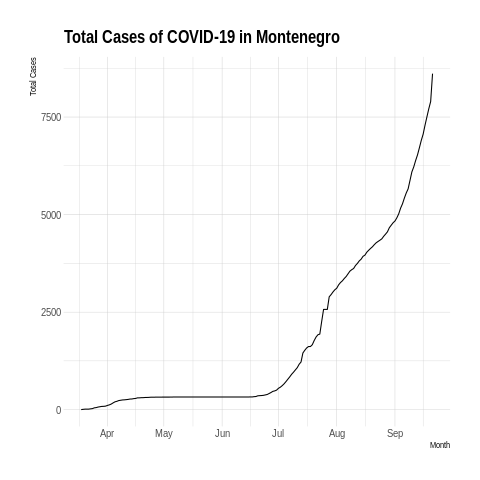 Total Cases of COVID-19 in Montenegro
Total Cases
7500
5000
2500
0
Apr May Jun Jul Aug Sep
Month